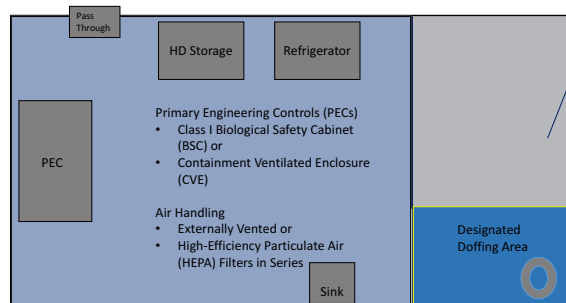 Pass
Through
HD Storage
Refrigerator
Primary Engineering Controls (PECs)
• Class I Biological Safety Cabinet
(BSC) or
• Containment Ventilated Enclosure
(CVE)
PEC
Air Handling
• Externally Vented or
• High-Efficiency Particulate Air
(HEPA) Filters in Series
Designated
Doffing Area
Sink